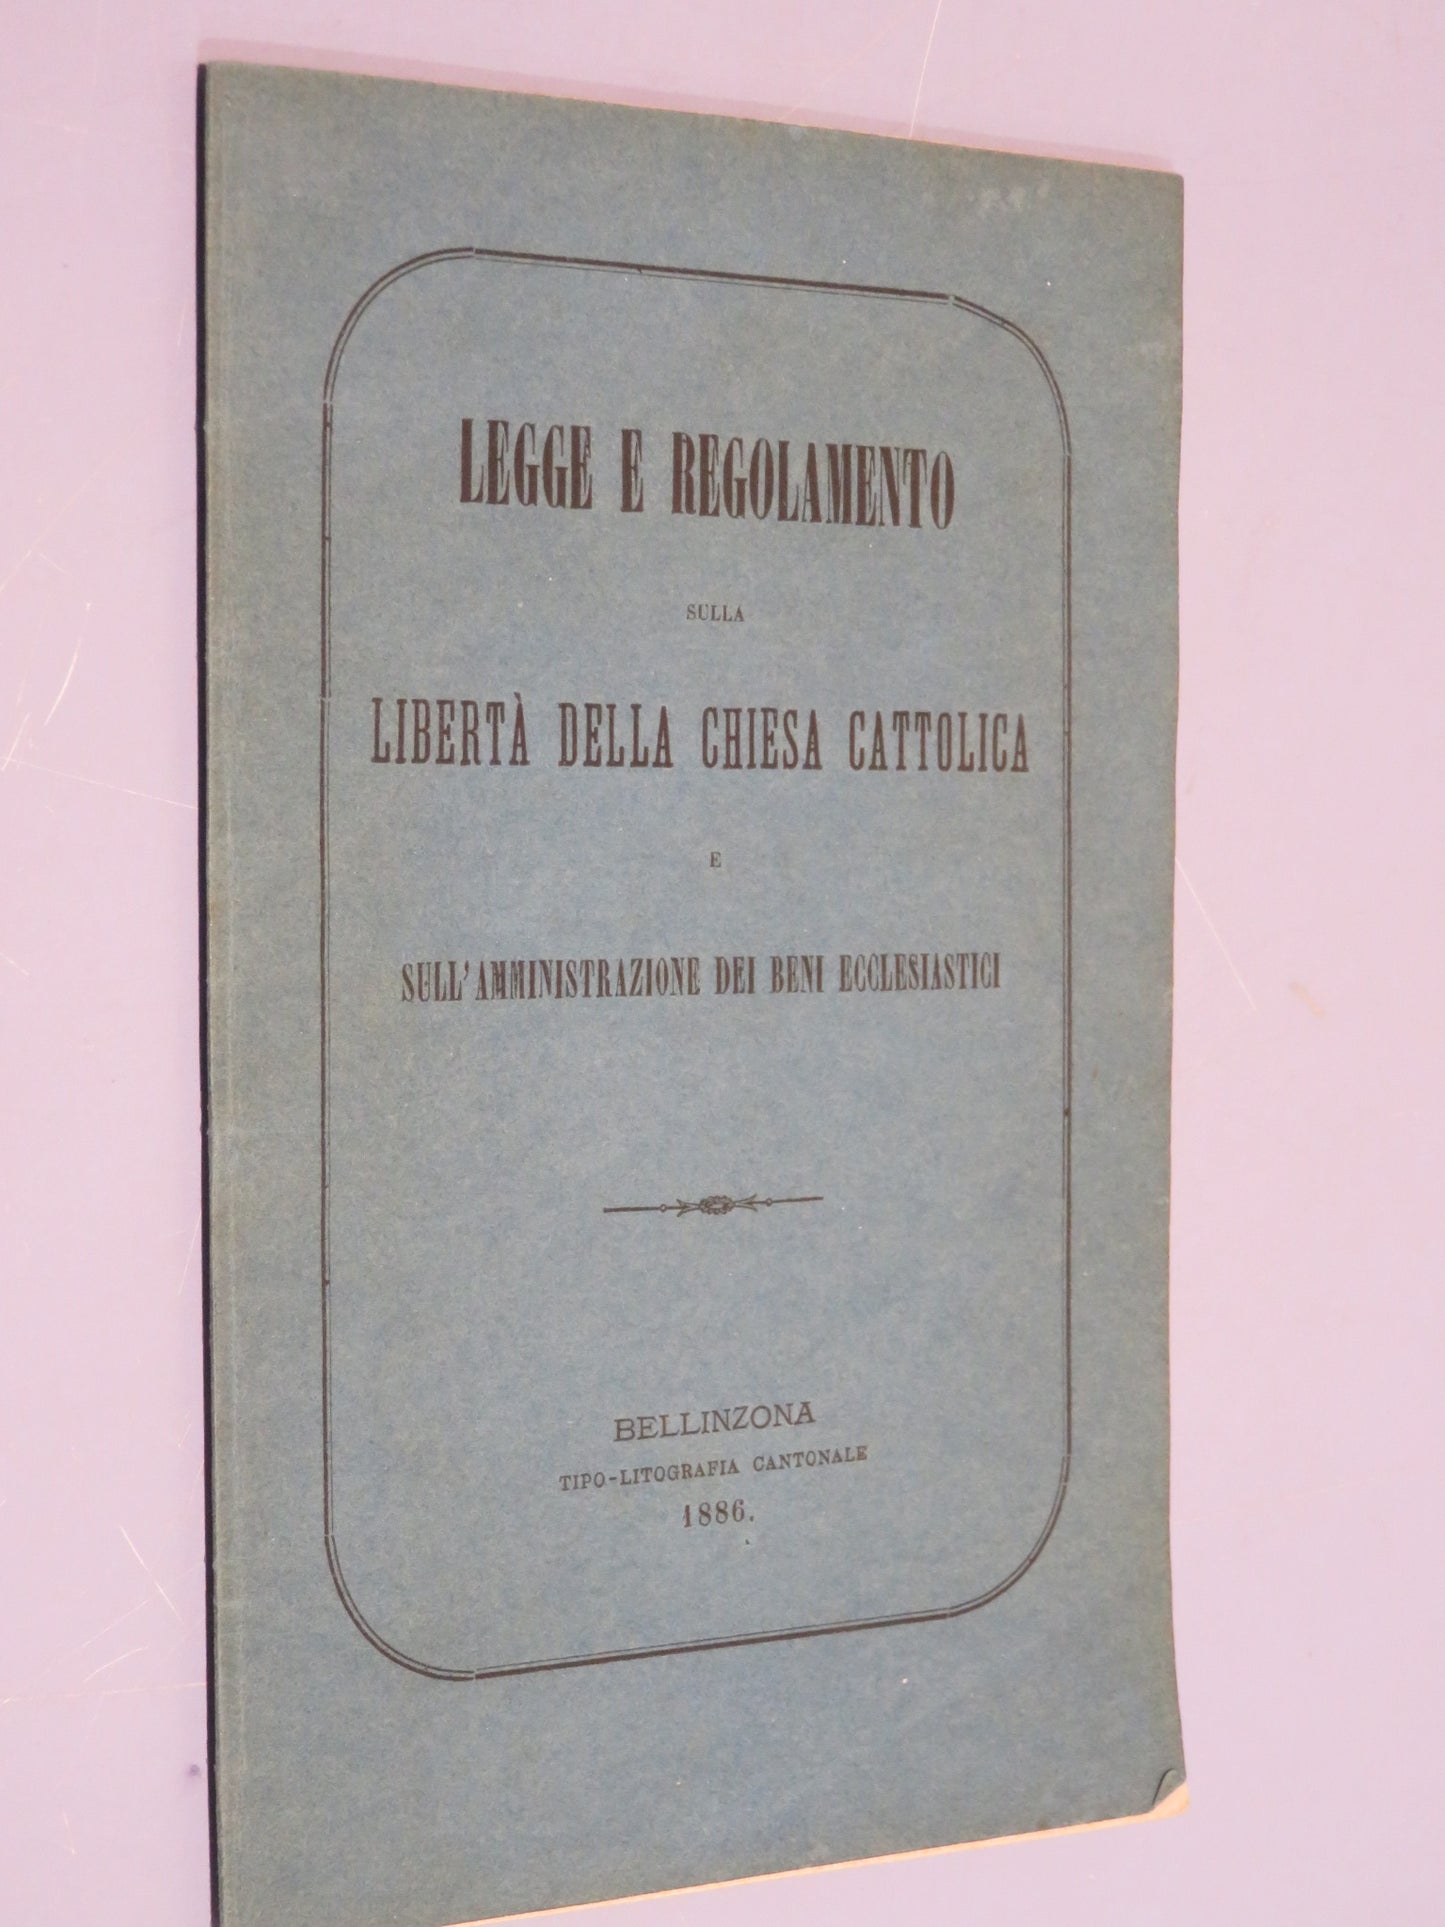 LEGGE E REGOLAMENTO
SULLA
LIBERTÀ DELLA CHIESA CATTOLICA
E
SULL'AMMINISTRAZIONE DEI BENI ECCLESIASTICI
BELLINZONA
TIPO-LITOGRAFIA CANTONALE
1886.